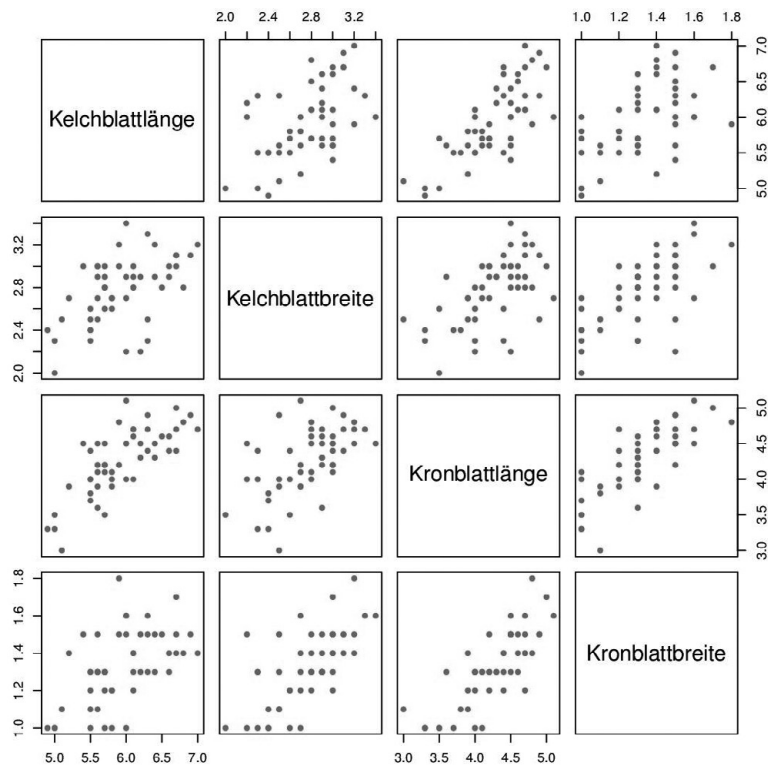 2.0 2.4 2.8 3.2 1.0 1.2 1.4 1.6 1.8
Kelchblattlänge
5.0 5.5 6.0 6.5 7.0
2.0 2.4 2.8 3.2
Kelchblattbreite
Kronblattlänge
3.0 3.5 4.0 4.5 5.0
1.0 1.2 1.4 1.6 1.8
Kronblattbreite
5.0 5.5 6.0 6.5 7.0 3.0 3.5 4.0 4.5 5.0